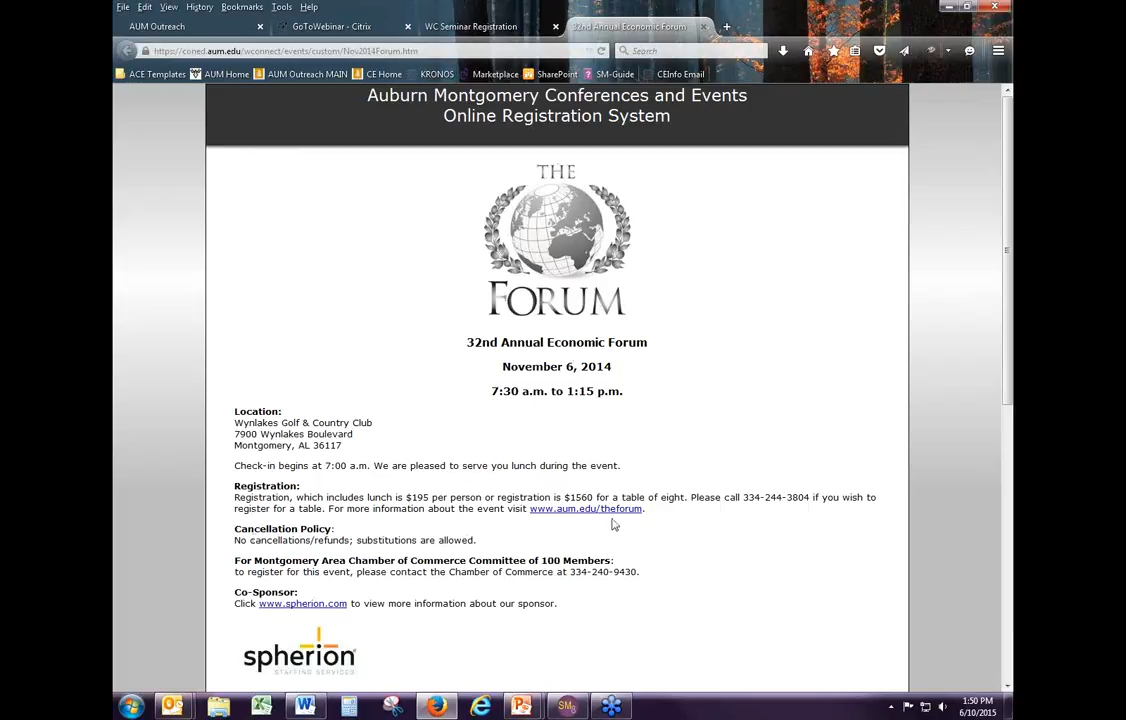 File Edit View History Bookmarks Tools Help
AUM Outreach GoToWebinar - Citrix WC Seminar Registration 32nd Annual Economic Forum
https://coned.aum.edu/wconnect/events/custom/Nov2014Forum.htm Search
ACE Templates AUM Home AUM Outreach MAIN CE Home KRONOS Marketplace SharePoint SM-Guide CEInfo Email
Auburn Montgomery Conferences and Events
Online Registration System
THE
FORUM
32nd Annual Economic Forum
November 6, 2014
7:30 a.m. to 1:15 p.m.
Location:
Wynlakes Golf & Country Club
7900 Wynlakes Boulevard
Montgomery, AL 36117
Check-in begins at 7:00 a.m. We are pleased to serve you lunch during the event.
Registration:
Registration, which includes lunch is $195 per person or registration is $1560 for a table of eight. Please call 334-244-3804 if you wish to
register for a table. For more information about the event visit www.aum.edu/theforum.
Cancellation Policy:
No cancellations/refunds; substitutions are allowed.
For Montgomery Area Chamber of Commerce Committee of 100 Members:
to register for this event, please contact the Chamber of Commerce at 334-240-9430.
Co-Sponsor:
Click www.spherion.com to view more information about our sponsor.
spherion
STAFFING SERVICES
1:50 PM
6/10/2015